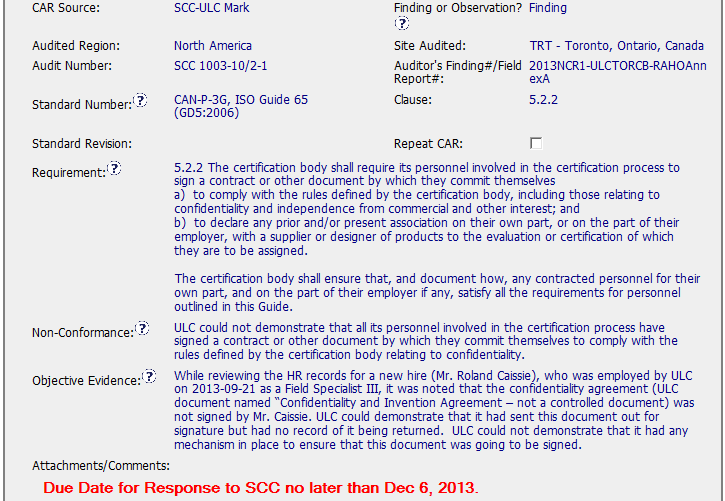 CAR Source: SCC-ULC Mark Finding or Observation? Finding
?
Audited Region: North America Site Audited: TRT - Toronto, Ontario, Canada
Audit Number: SCC 1003-10/2-1 Auditor's Finding#/Field 2013NCR1-ULCTORCB-RAHOAnn
Report#: exA
Standard Number:? CAN-P-3G, ISO Guide 65 Clause: 5.2.2
(GD5:2006)
Standard Revision: Repeat CAR:
Requirement:? 5.2.2 The certification body shall require its personnel involved in the certification process to
sign a contract or other document by which they commit themselves
a) to comply with the rules defined by the certification body, including those relating to
confidentiality and independence from commercial and other interest; and
b) to declare any prior and/or present association on their own part, or on the part of their
employer, with a supplier or designer of products to the evaluation or certification of which
they are to be assigned.
The certification body shall ensure that, and document how, any contracted personnel for their
own part, and on the part of their employer if any, satisfy all the requirements for personnel
outlined in this Guide.
Non-Conformance:? ULC could not demonstrate that all its personnel involved in the certification process have
signed a contract or other document by which they commit themselves to comply with the
rules defined by the certification body relating to confidentiality.
Objective Evidence:? While reviewing the HR records for a new hire (Mr. Roland Caissie), who was employed by ULC
on 2013-09-21 as a Field Specialist III, it was noted that the confidentiality agreement (ULC
document named "Confidentiality and Invention Agreement – not a controlled document) was
not signed by Mr. Caissie. ULC could demonstrate that it had sent this document out for
signature but had no record of it being returned. ULC could not demonstrate that it had any
mechanism in place to ensure that this document was going to be signed.
Attachments/Comments:
Due Date for Response to SCC no later than Dec 6, 2013.